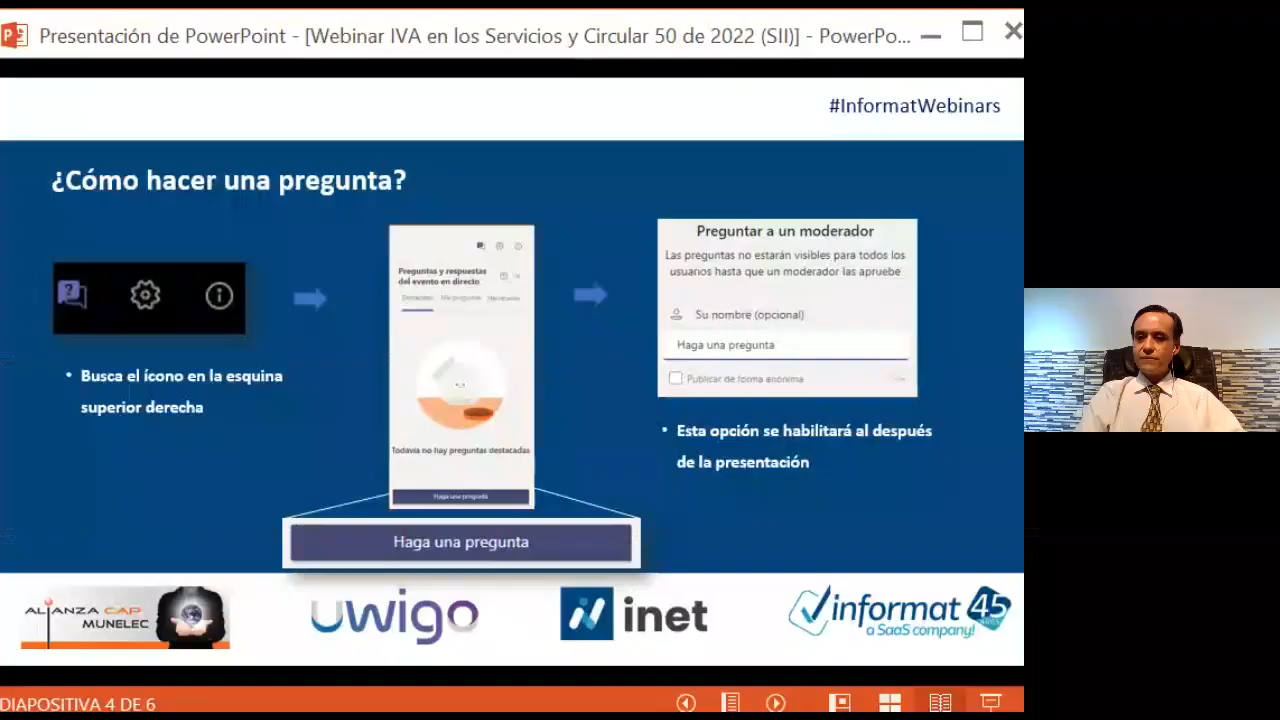 Presentación de PowerPoint - [Webinar IVA en los Servicios y Circular 50 de 2022 (SII)] - PowerPo...
#InformatWebinars
¿Cómo hacer una pregunta?
• Busca el ícono en la esquina
superior derecha
Preguntas y respuestas
del evento en directo
Todavía no hay preguntas destacadas
Haga una pregunta
Haga una pregunta
Preguntar a un moderador
Las preguntas no estarán visibles para todos los
usuarios hasta que un moderador las apruebe
Su nombre (opcional)
Haga una pregunta
Publicar de forma anónima
• Esta opción se habilitará al después
de la presentación
ALIANZA CAP
MUNELEC
uwigo
inet
informat 45
a SaaS company!
DIAPOSITIVA 4 DE 6